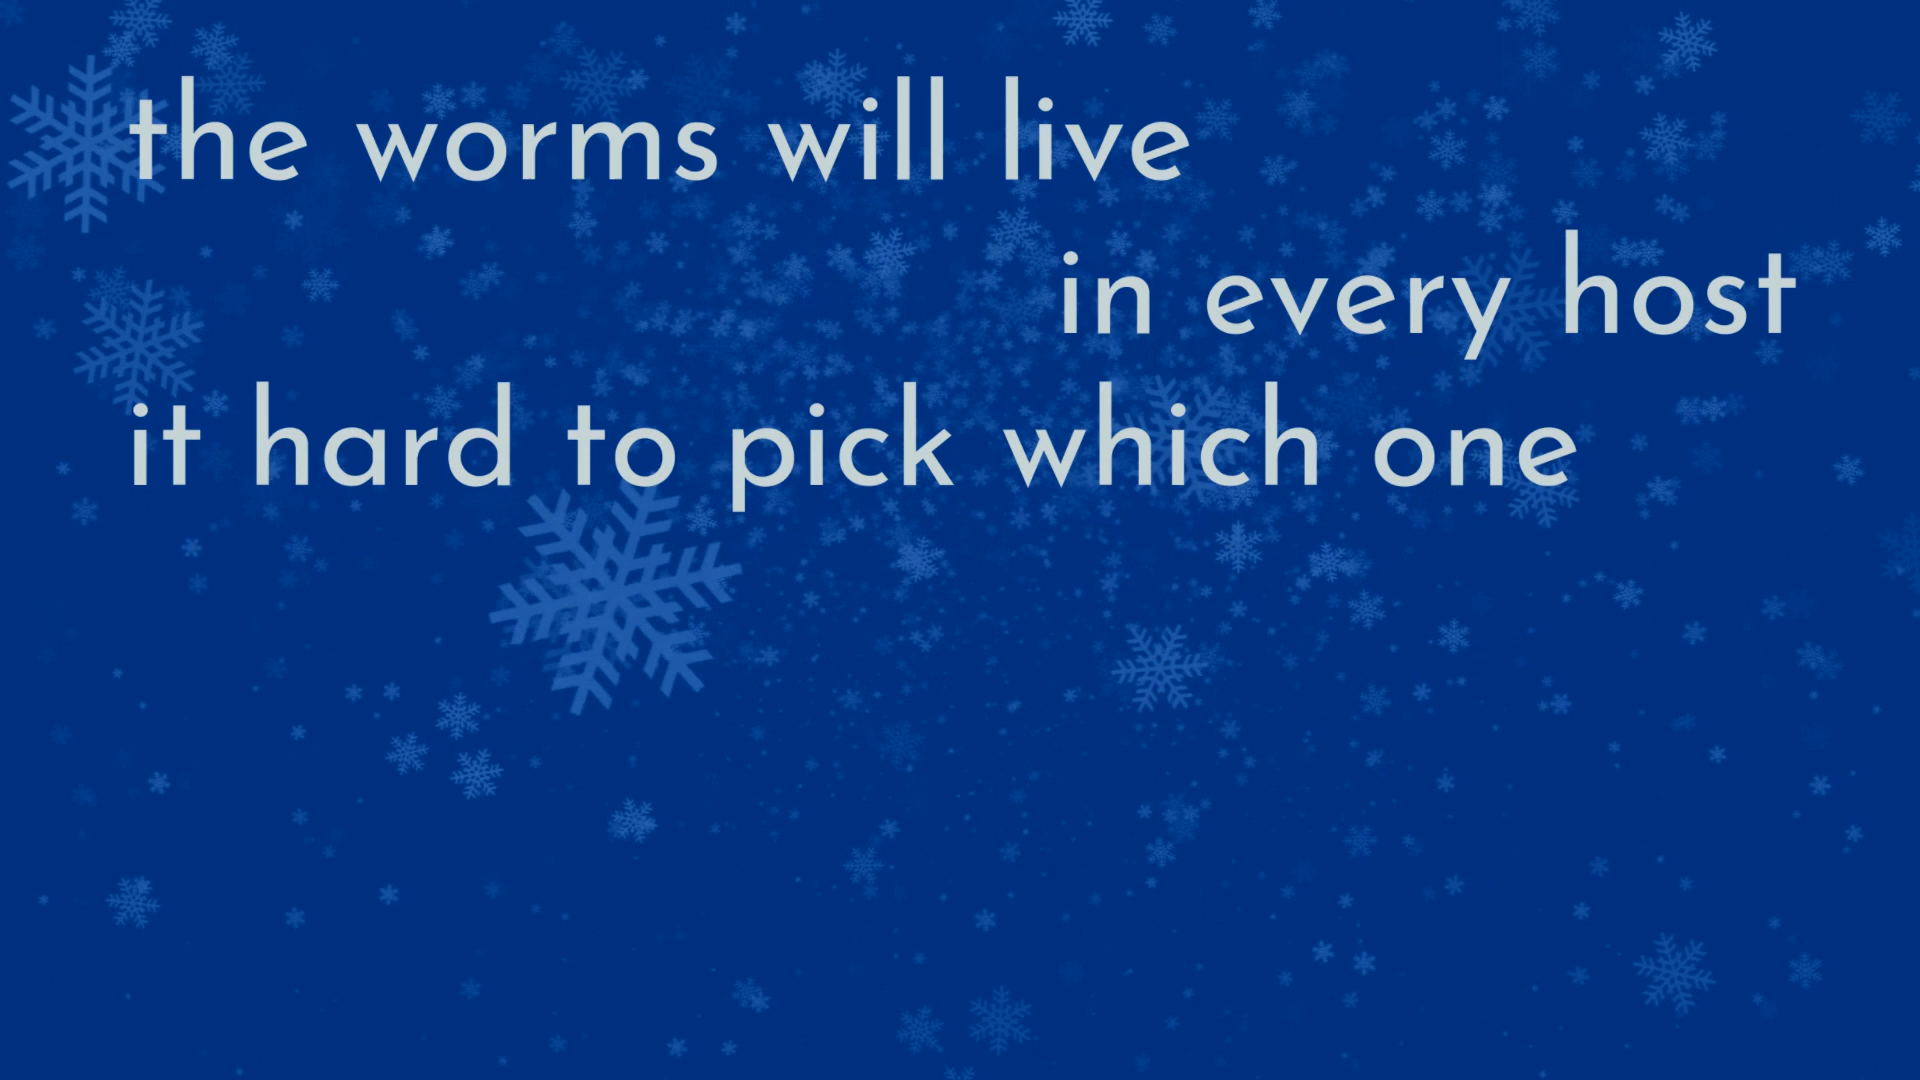 the worms will live
in every host
it hard to pick which one